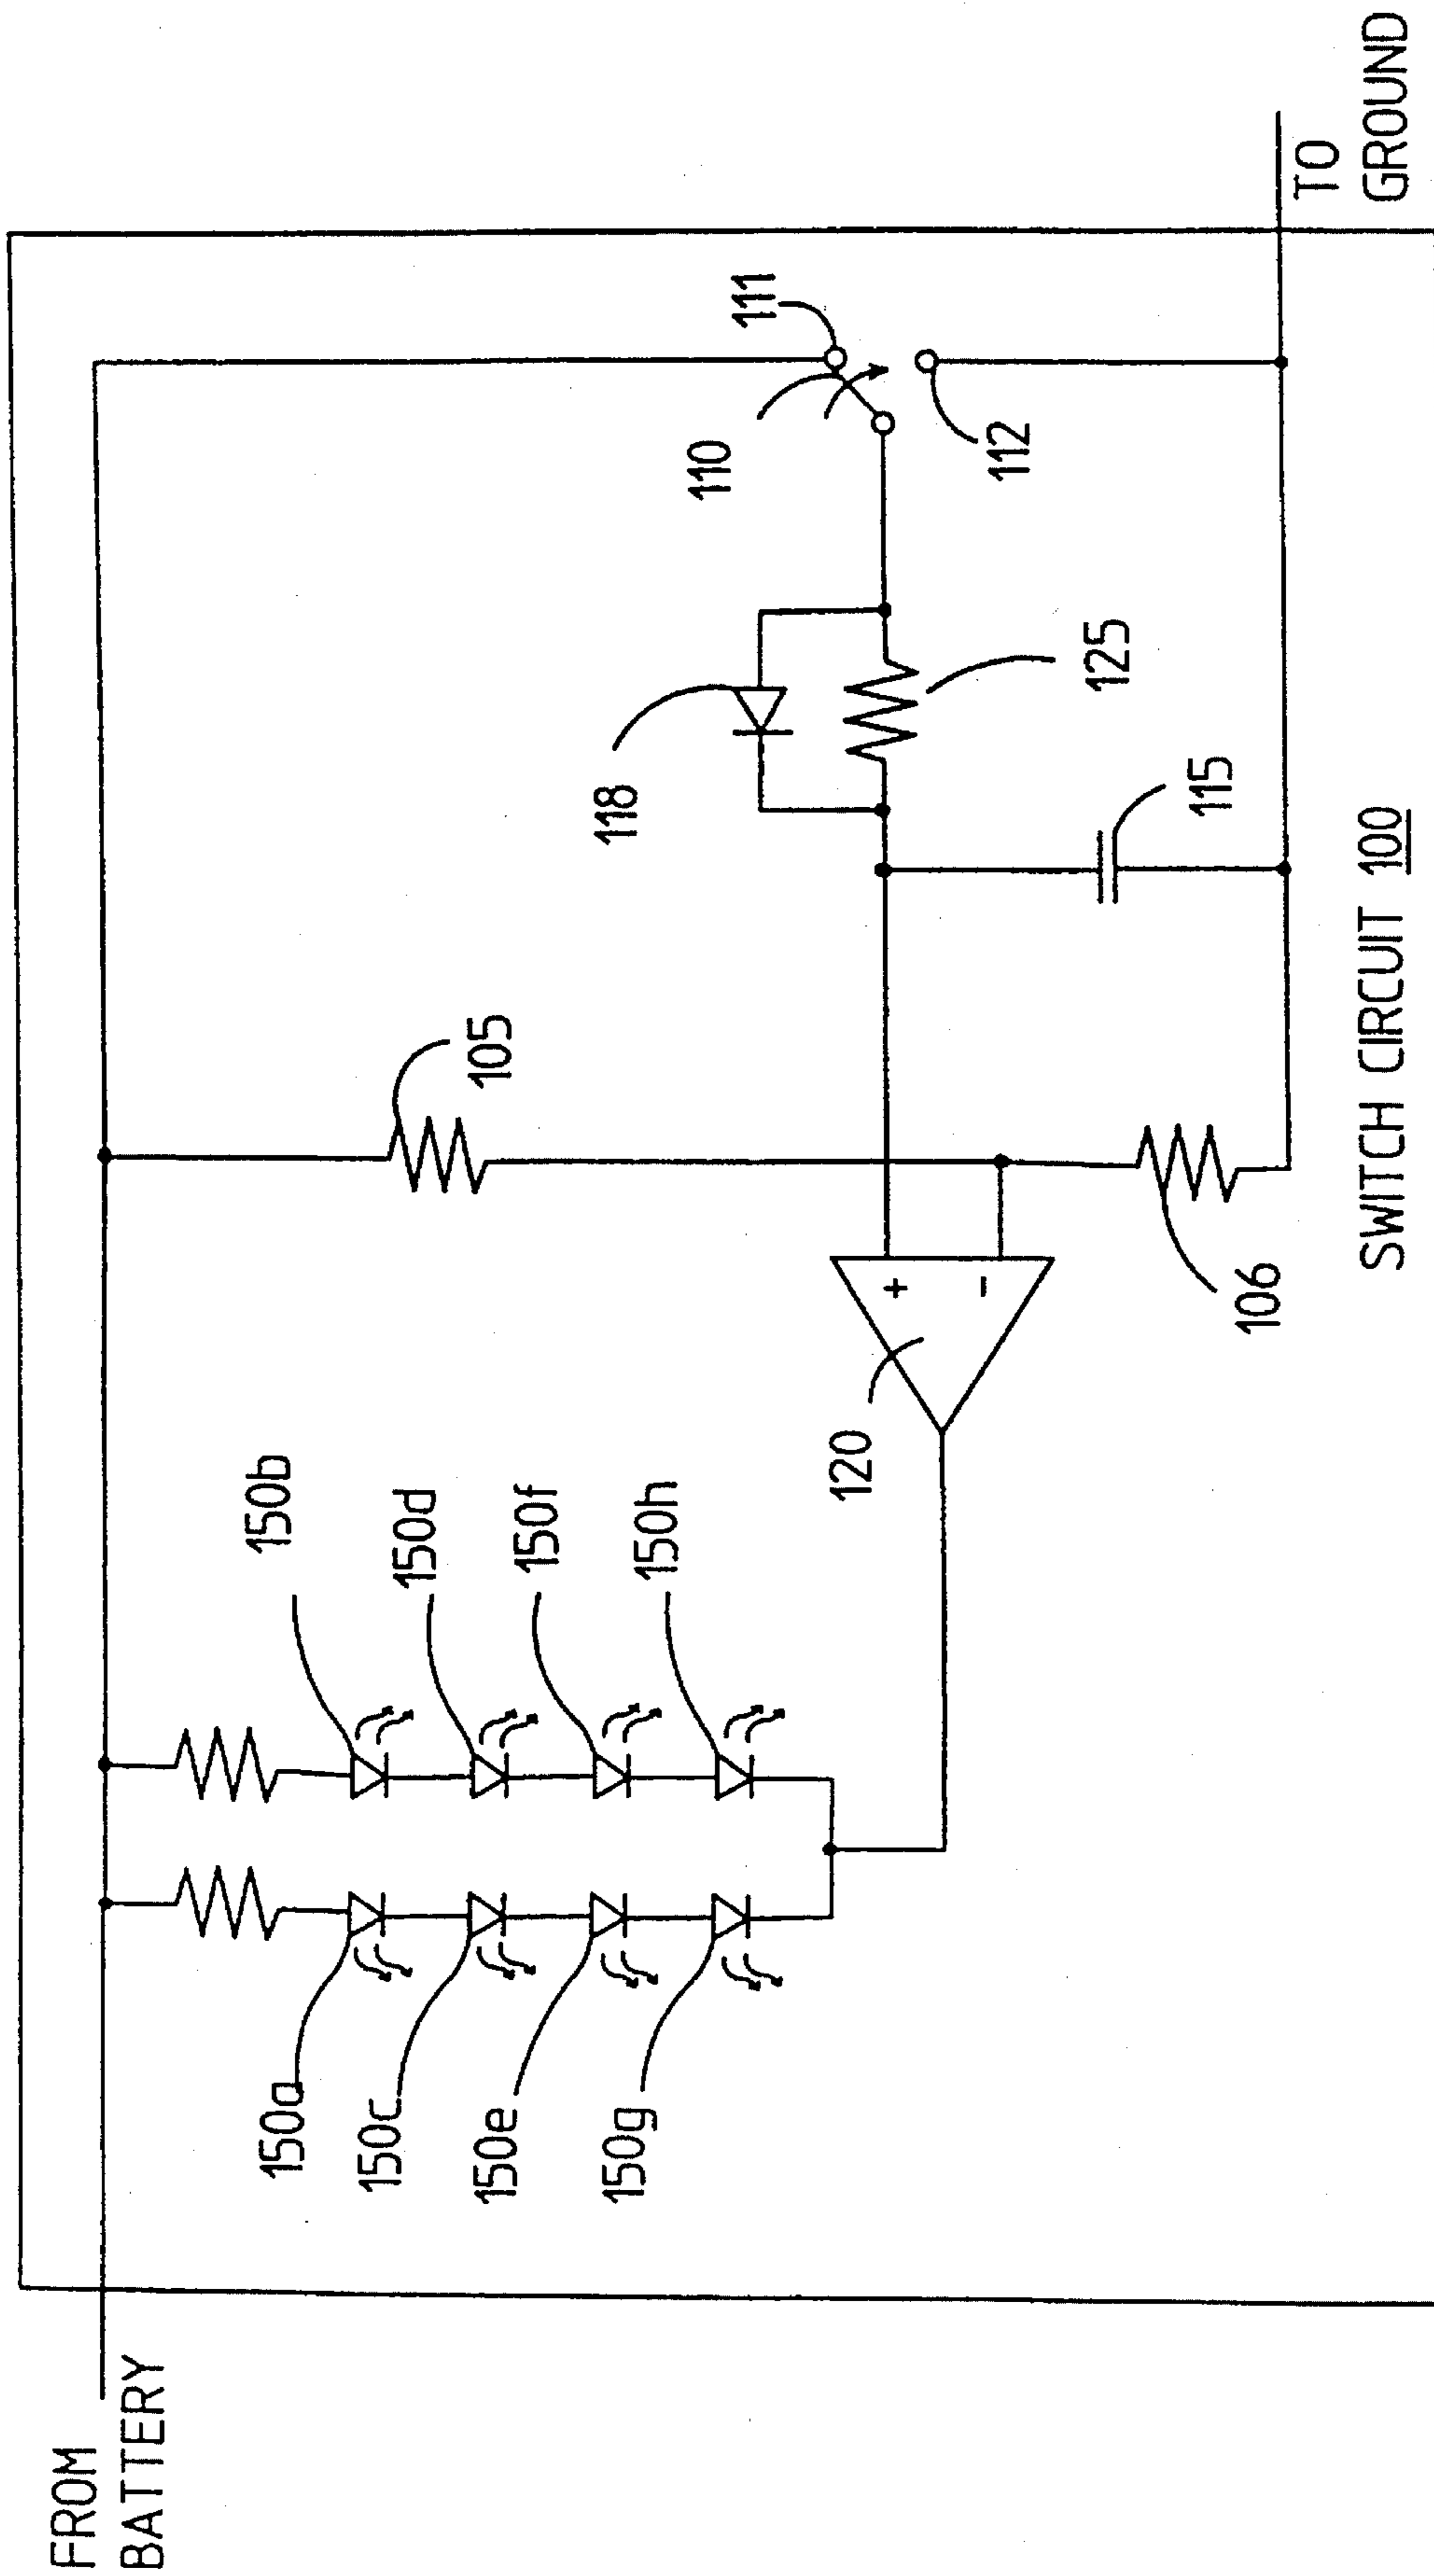 FROM
BATTERY
150a
150b
150c
150d
150e
150f
150g
150h
120
+
-
105
106
118
125
115
110
111
112
TO
GROUND
SWITCH CIRCUIT 100